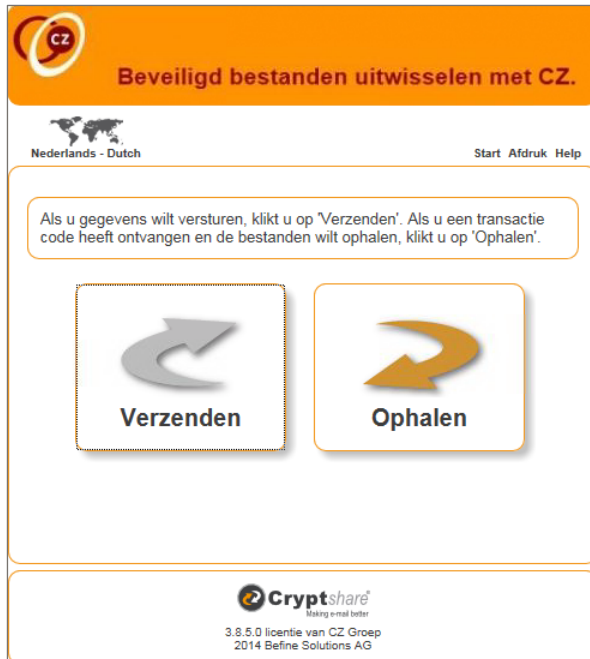 CZ
Beveiligd bestanden uitwisselen met CZ.
Nederlands - Dutch
Start Afdruk Help
Als u gegevens wilt versturen, klikt u op 'Verzenden'. Als u een transactie
code heeft ontvangen en de bestanden wilt ophalen, klikt u op 'Ophalen'.
Verzenden
Ophalen
Cryptshare®
Making e-mail better
3.8.5.0 licentie van CZ Groep
2014 Befine Solutions AG